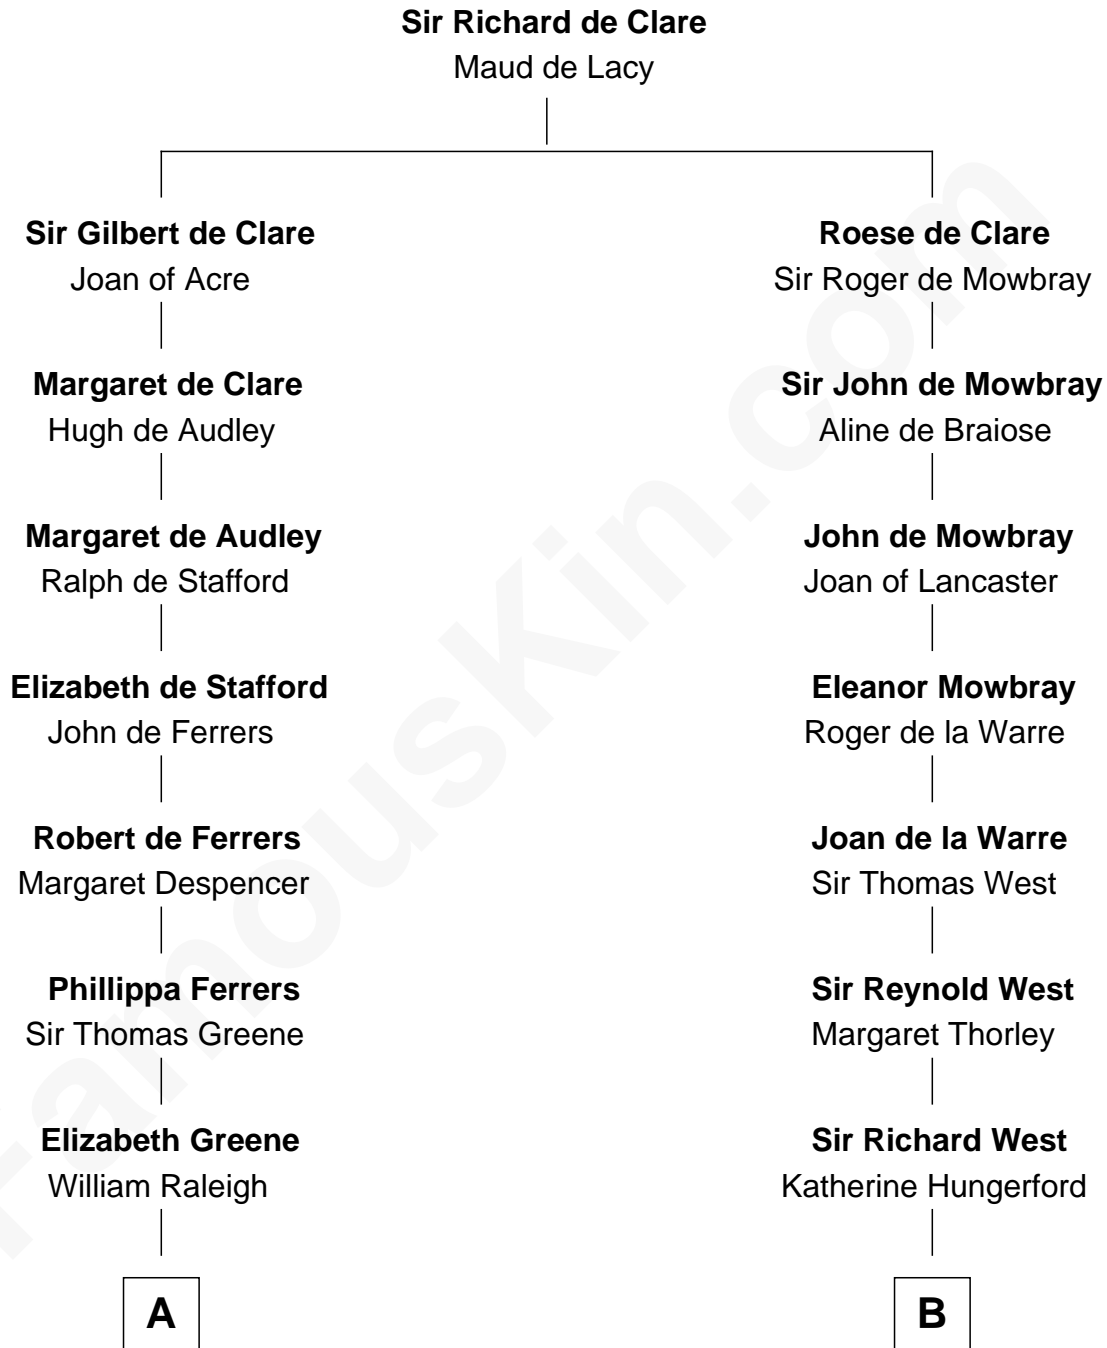 Sir Richard de Clare
Maud de Lacy
Sir Gilbert de Clare
Joan of Acre
Roese de Clare
Sir Roger de Mowbray
Margaret de Clare
Hugh de Audley
Sir John de Mowbray
Aline de Braiose
Margaret de Audley
Ralph de Stafford
John de Mowbray
Joan of Lancaster
Elizabeth de Stafford
John de Ferrers
Eleanor Mowbray
Roger de la Warre
Robert de Ferrers
Margaret Despencer
Joan de la Warre
Sir Thomas West
Phillippa Ferrers
Sir Thomas Greene
Sir Reynold West
Margaret Thorley
Elizabeth Greene
William Raleigh
Sir Richard West
Katherine Hungerford
A
B
FamousKin.com